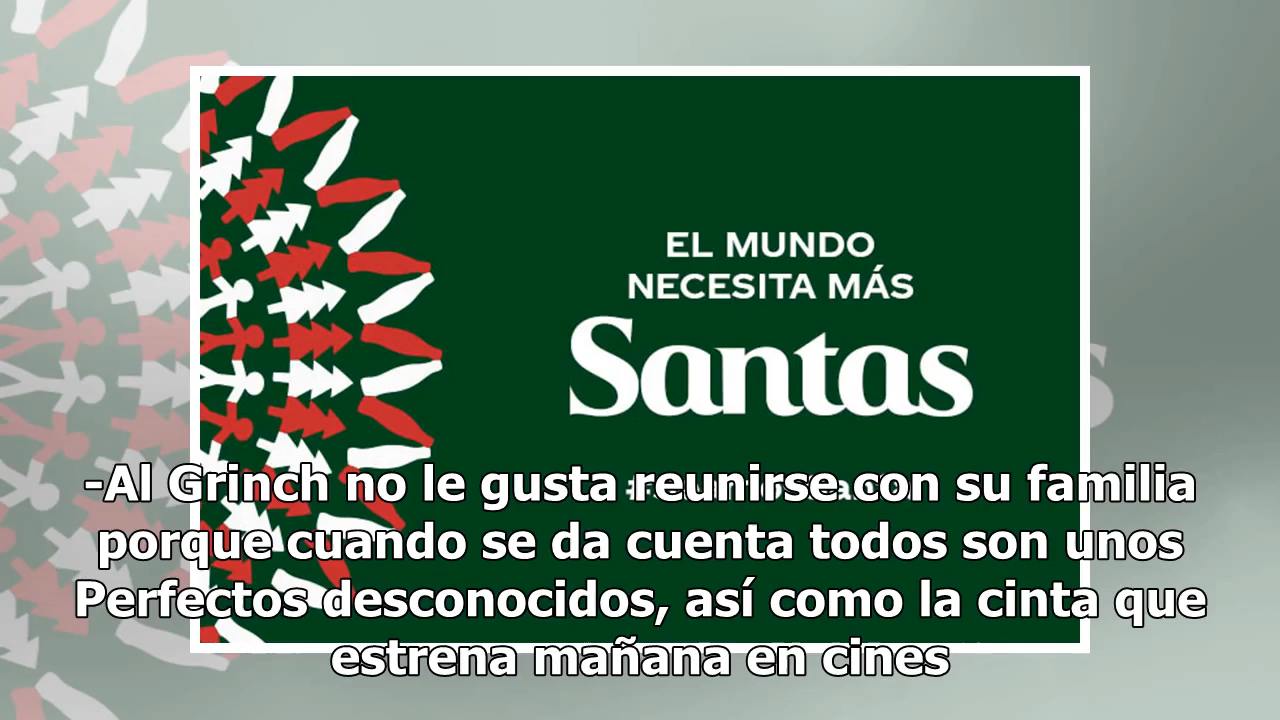 EL MUNDO
NECESITA MÁS
Santas
-Al Grinch no le gusta reunirse con su familia
porque cuando se da cuenta todos son unos
Perfectos desconocidos, así como la cinta que
estrena mañana en cines